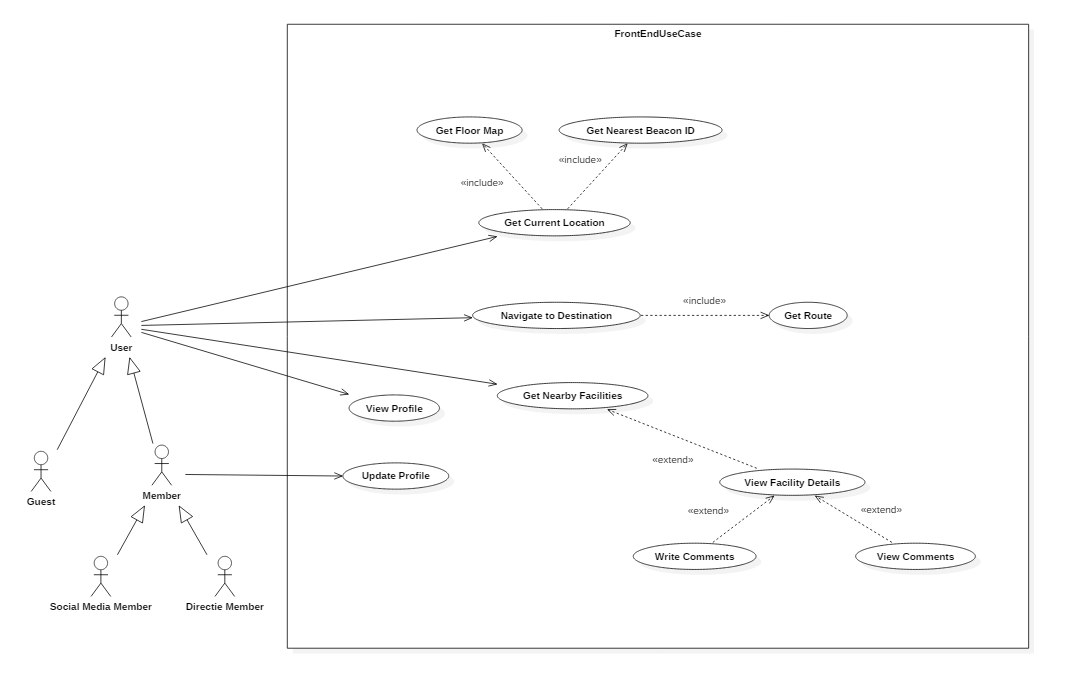 FrontEndUseCase
Get Floor Map
Get Nearest Beacon ID
«include»
«include»
Get Current Location
«include»
Navigate to Destination
Get Route
User
Get Nearby Facilities
View Profile
«extend»
Update Profile
View Facility Details
Guest
Member
«extend»
«extend»
Write Comments
View Comments
Social Media Member
Directie Member